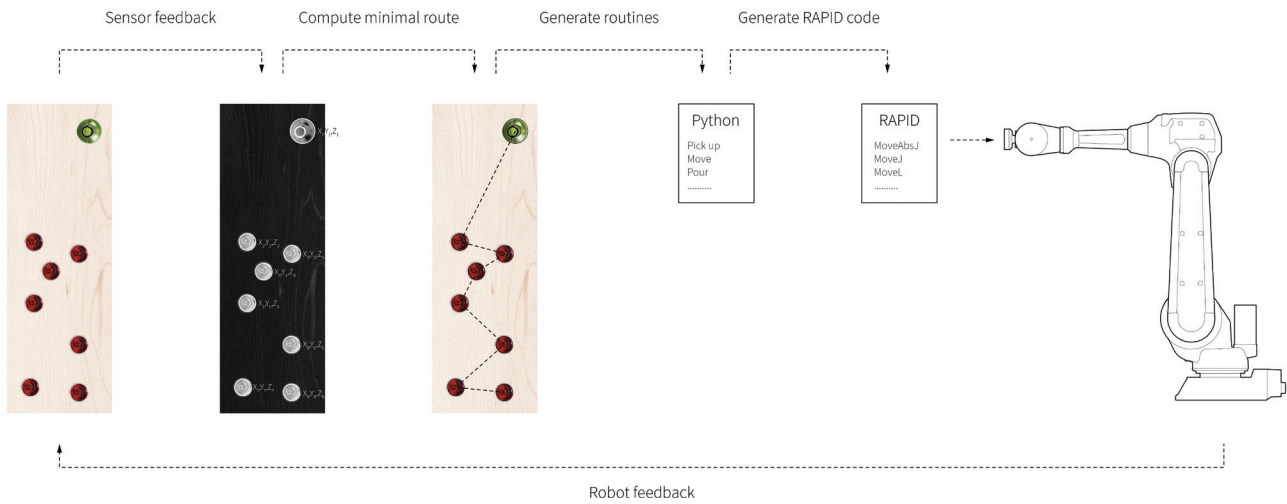 Sensor feedback
Compute minimal route
Generate routines
Generate RAPID code
Python
Pick up
Move
Pour
..........
RAPID
MoveAbsJ
MoveJ
MoveL
..........
Robot feedback